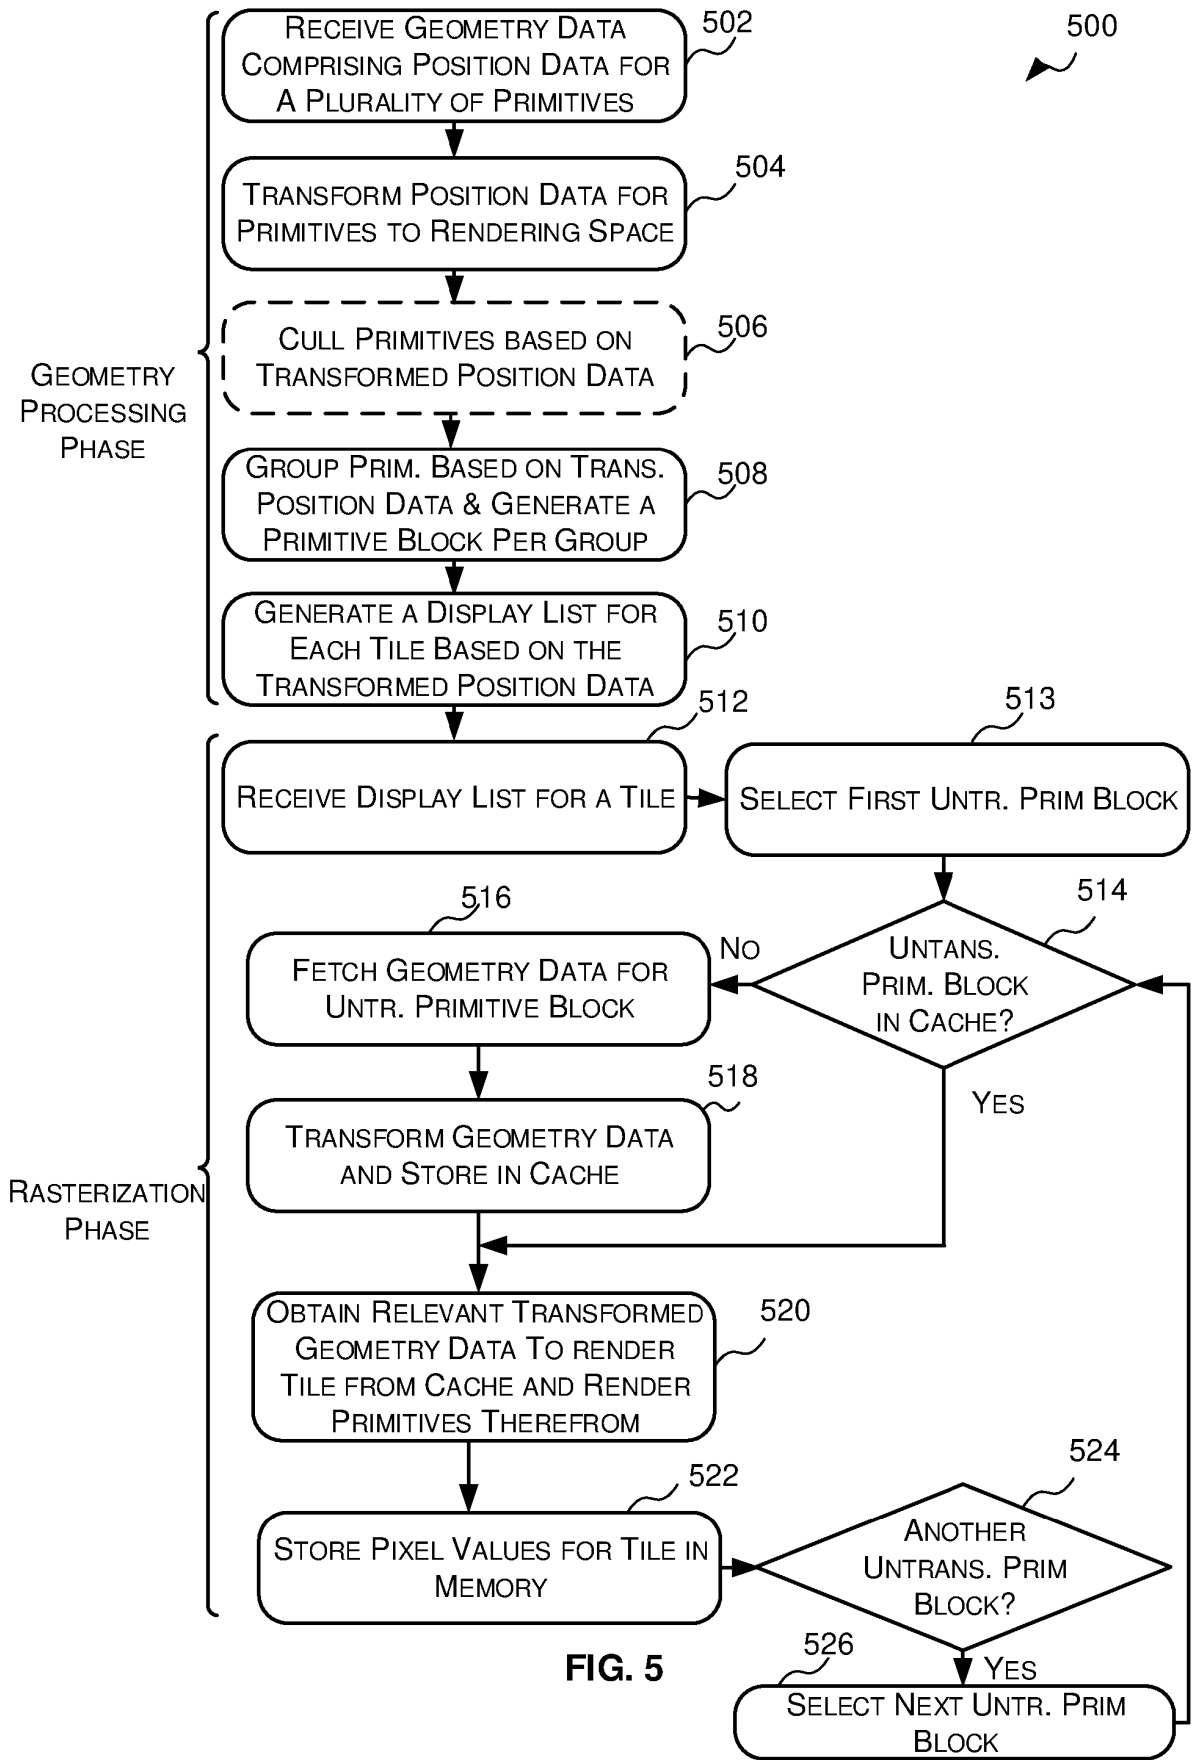 500
502
RECEIVE GEOMETRY DATA
COMPRISING POSITION DATA FOR
A PLURALITY OF PRIMITIVES
504
TRANSFORM POSITION DATA FOR
PRIMITIVES TO RENDERING SPACE
506
CULL PRIMITIVES BASED ON
TRANSFORMED POSITION DATA
GEOMETRY
PROCESSING
PHASE
508
GROUP PRIM. BASED ON TRANS.
POSITION DATA & GENERATE A
PRIMITIVE BLOCK PER GROUP
510
GENERATE A DISPLAY LIST FOR
EACH TILE BASED ON THE
TRANSFORMED POSITION DATA
512
RECEIVE DISPLAY LIST FOR A TILE
513
SELECT FIRST UNTR. PRIM BLOCK
514
UNTANS.
PRIM. BLOCK
IN CACHE?
NO
YES
516
FETCH GEOMETRY DATA FOR
UNTR. PRIMITIVE BLOCK
518
TRANSFORM GEOMETRY DATA
AND STORE IN CACHE
RASTERIZATION
PHASE
520
OBTAIN RELEVANT TRANSFORMED
GEOMETRY DATA TO RENDER
TILE FROM CACHE AND RENDER
PRIMITIVES THEREFROM
522
STORE PIXEL VALUES FOR TILE IN
MEMORY
524
ANOTHER
UNTRANS. PRIM
BLOCK?
YES
526
SELECT NEXT UNTR. PRIM
BLOCK
FIG. 5